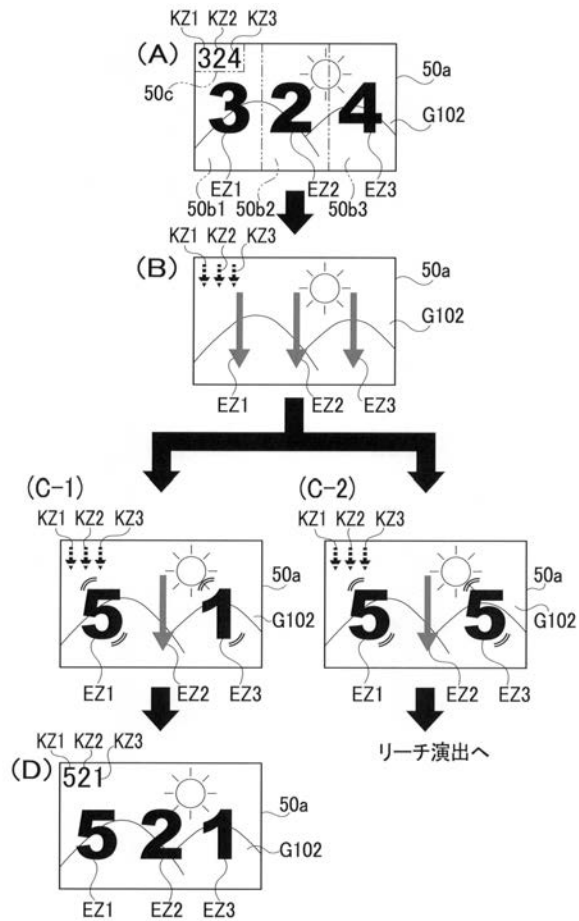 KZ1 KZ2 KZ3
(A)
324
50a
50c
3 2 4
G102
EZ1 EZ2 EZ3
50b1 50b2 50b3
KZ1 KZ2 KZ3
(B)
50a
G102
EZ1 EZ2 EZ3
(C-1) (C-2)
KZ1 KZ2 KZ3 KZ1 KZ2 KZ3
50a 50a
5 1 5 5
G102 G102
EZ1 EZ2 EZ3 EZ1 EZ2 EZ3
リーチ演出へ
KZ1 KZ2 KZ3
(D)
521
50a
5 2 1
G102
EZ1 EZ2 EZ3